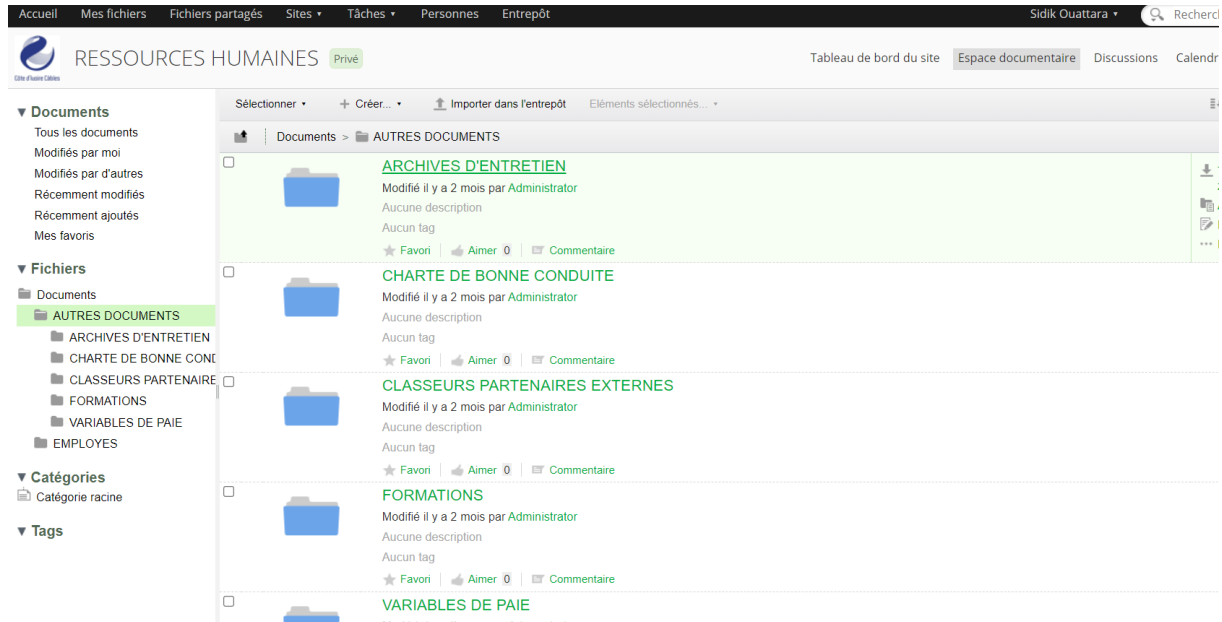 Accueil Mes fichiers Fichiers partagés Sites Tâches Personnes Entrepôt Sidik Ouattara
Côte d'Ivoire Câbles
RESSOURCES HUMAINES Privé
Tableau de bord du site Espace documentaire Discussions
Documents
Tous les documents
Modifiés par moi
Modifiés par d'autres
Récemment modifiés
Récemment ajoutés
Mes favoris
Fichiers
Documents
AUTRES DOCUMENTS
ARCHIVES D'ENTRETIEN
CHARTE DE BONNE COND
CLASSEURS PARTENAIRE
FORMATIONS
VARIABLES DE PAIE
EMPLOYES
Catégories
Catégorie racine
Tags
Sélectionner Créer... Importer dans l'entrepôt Eléments sélectionnés...
Documents > AUTRES DOCUMENTS
ARCHIVES D'ENTRETIEN
Modifié il y a 2 mois par Administrator
Aucune description
Aucun tag
Favori Aimer 0 Commentaire
CHARTE DE BONNE CONDUITE
Modifié il y a 2 mois par Administrator
Aucune description
Aucun tag
Favori Aimer 0 Commentaire
CLASSEURS PARTENAIRES EXTERNES
Modifié il y a 2 mois par Administrator
Aucune description
Aucun tag
Favori Aimer 0 Commentaire
FORMATIONS
Modifié il y a 2 mois par Administrator
Aucune description
Aucun tag
Favori Aimer 0 Commentaire
VARIABLES DE PAIE